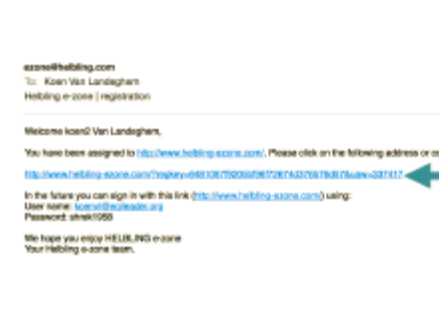 ezone@helbling.com
To: Koen Van Landeghem
Helbling e-zone | registration
Welcome koen2 Van Landeghem,
You have been assigned to http://www.helbling-ezone.com/. Please click on the following address or
In the future you can sign in with this link (http://www.helbling-ezone.com/) using:
User name:
Password: shrek1958
We hope you enjoy HELBLING e-zone
Your Helbling e-zone team.